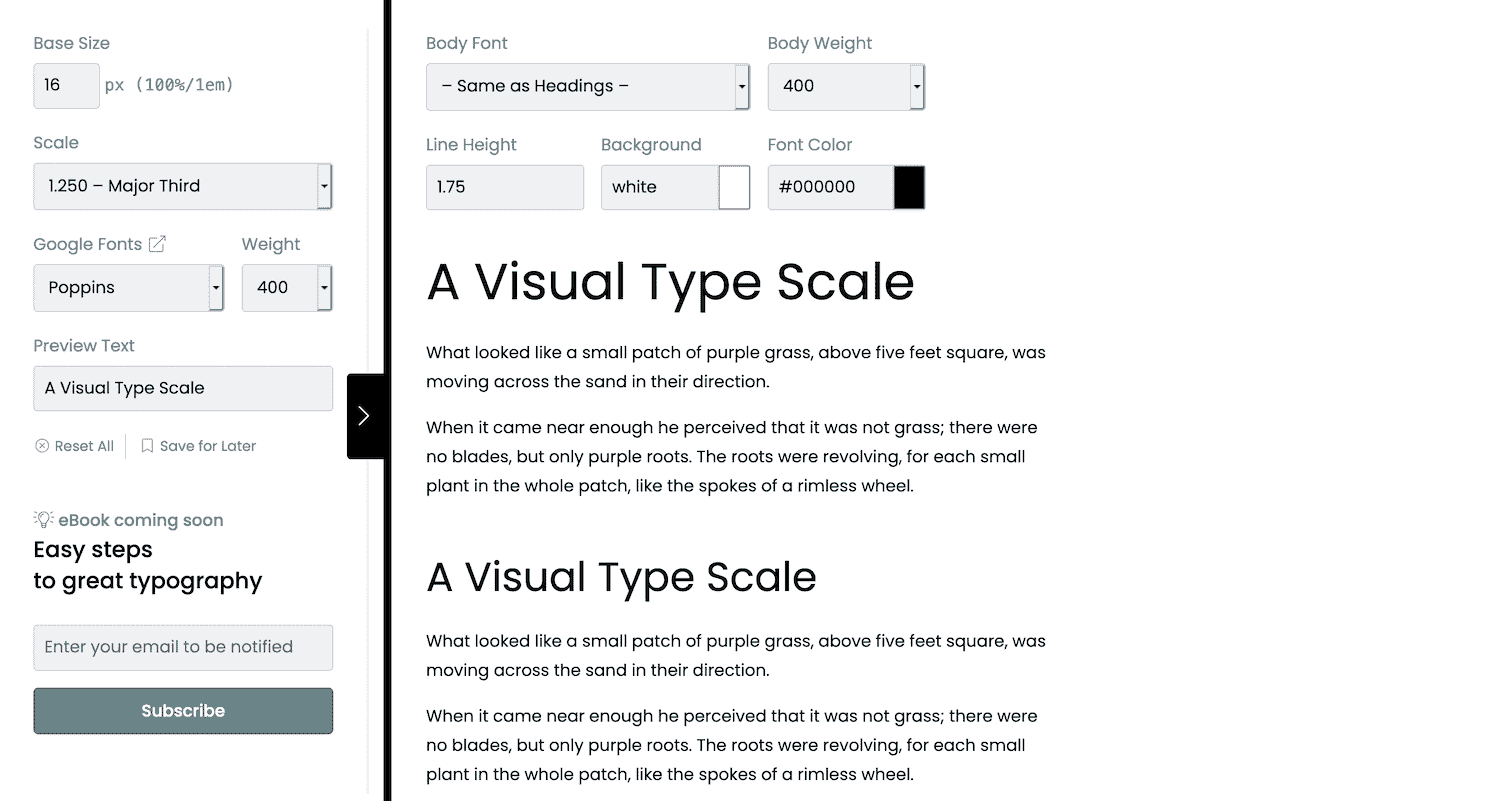 Base Size
16 px (100%/1em)
Scale
1.250 – Major Third
Google Fonts Weight
Poppins 400
Preview Text
A Visual Type Scale
Reset All Save for Later
eBook coming soon
Easy steps
to great typography
Enter your email to be notified
Subscribe
Body Font Body Weight
– Same as Headings – 400
Line Height Background Font Color
1.75 white #000000
A Visual Type Scale
What looked like a small patch of purple grass, above five feet square, was
moving across the sand in their direction.
When it came near enough he perceived that it was not grass; there were
no blades, but only purple roots. The roots were revolving, for each small
plant in the whole patch, like the spokes of a rimless wheel.
A Visual Type Scale
What looked like a small patch of purple grass, above five feet square, was
moving across the sand in their direction.
When it came near enough he perceived that it was not grass; there were
no blades, but only purple roots. The roots were revolving, for each small
plant in the whole patch, like the spokes of a rimless wheel.